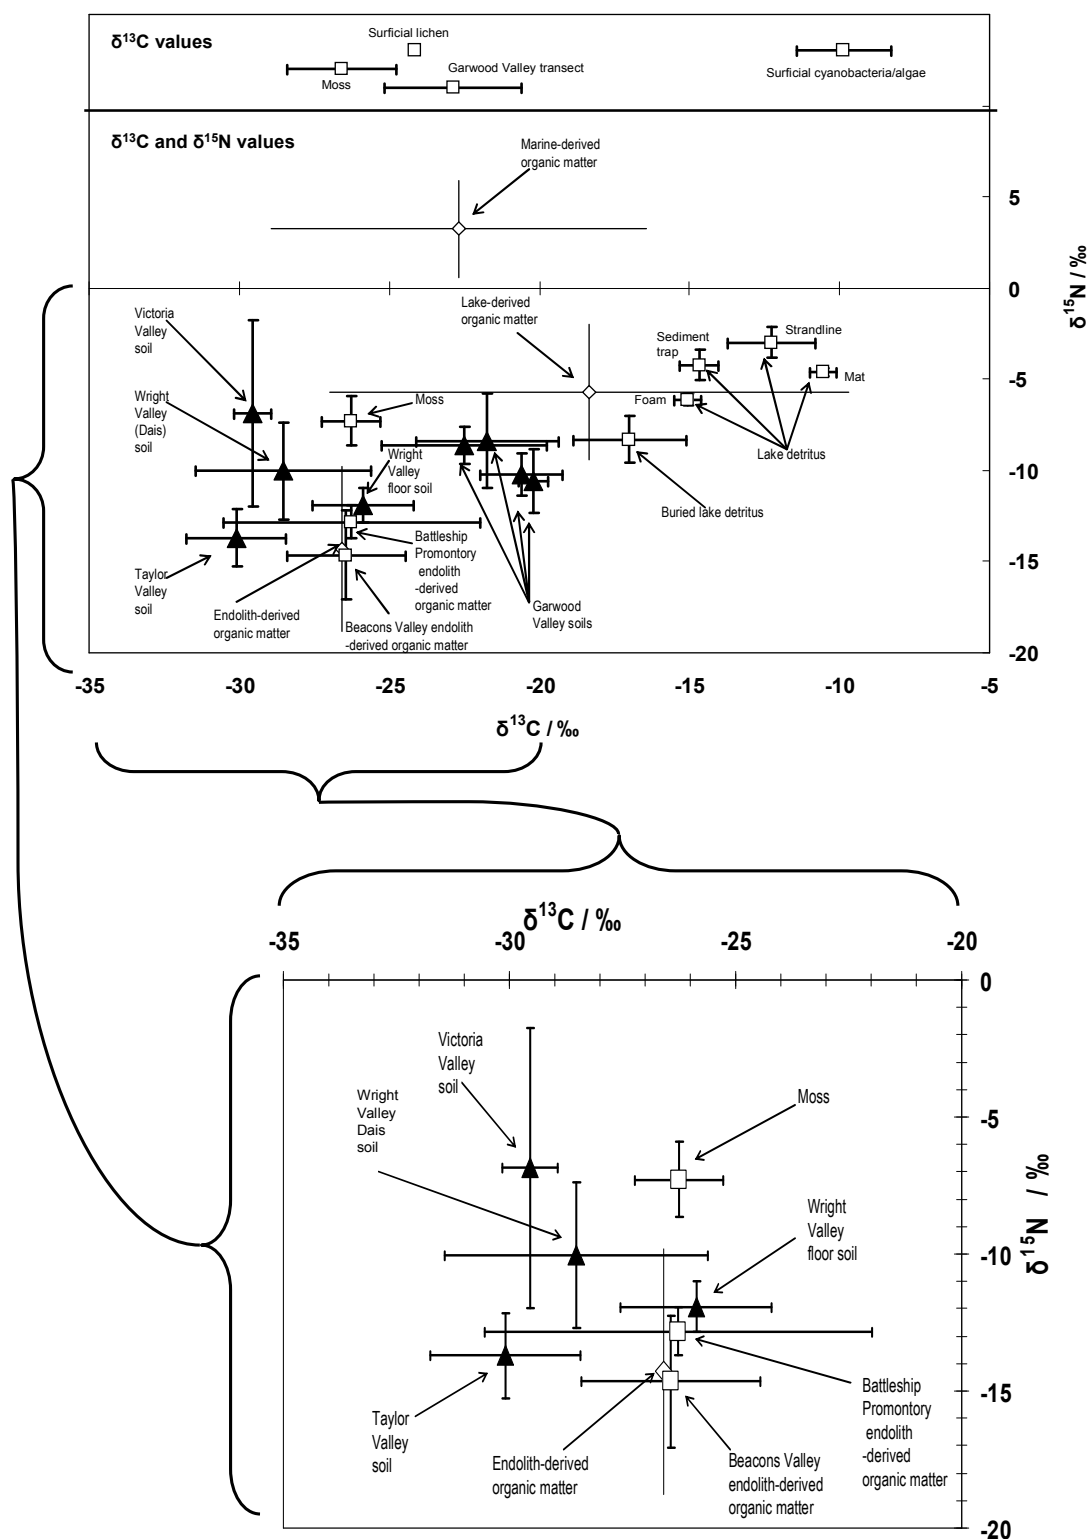 δ13C values
Surficial lichen
Moss
Garwood Valley transect
Surficial cyanobacteria/algae
δ13C and δ15N values
Marine-derived
organic matter
5
0
-5
-10
-15
-20
δ15N / ‰
Victoria
Valley
soil
Lake-derived
organic matter
Sediment
trap
Strandline
Mat
Foam
Lake detritus
Buried lake detritus
Wright
Valley
(Dais)
soil
Moss
Wright
Valley
floor soil
Taylor
Valley
soil
Endolith-derived
organic matter
Battleship
Promontory
endolith
-derived
organic matter
Beacons Valley endolith
-derived organic matter
Garwood
Valley soils
-35
-30
-25
-20
-15
-10
-5
δ13C / ‰
δ13C / ‰
-35
-30
-25
-20
0
-5
-10
-15
-20
δ15N / ‰
Victoria
Valley
soil
Wright
Valley
Dais
soil
Moss
Wright
Valley
floor soil
Taylor
Valley
soil
Endolith-derived
organic matter
Beacons Valley
endolith-derived
organic matter
Battleship
Promontory
endolith
-derived
organic matter